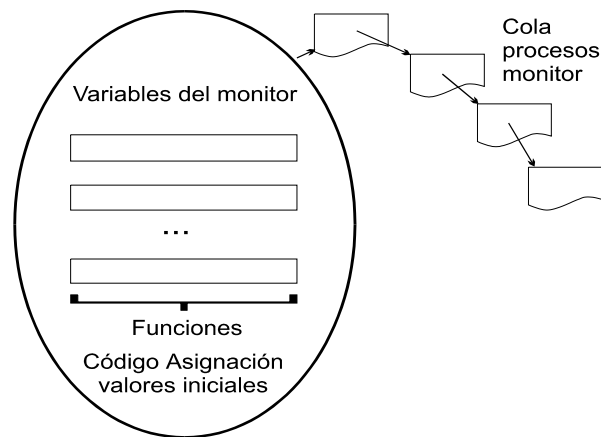 Cola
procesos
monitor
Variables del monitor
...
Funciones
Código Asignación
valores iniciales